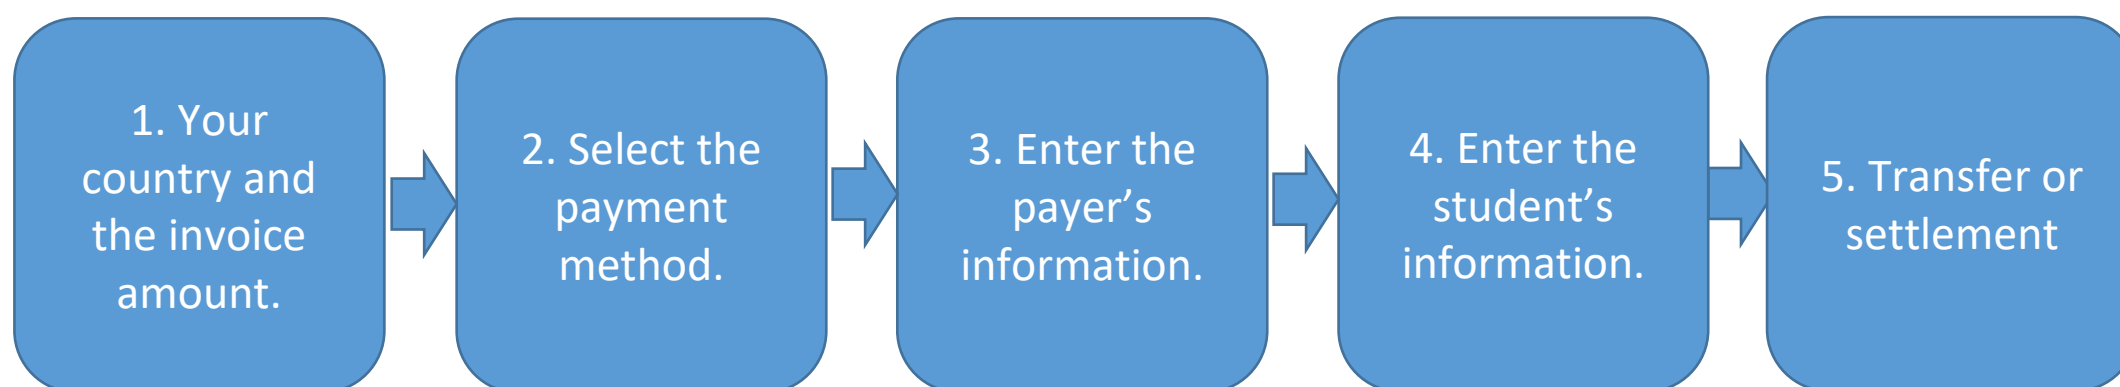 1. Your
country and
the invoice
amount.
2. Select the
payment
method.
3. Enter the
payer’s
information.
4. Enter the
student’s
information.
5. Transfer or
settlement